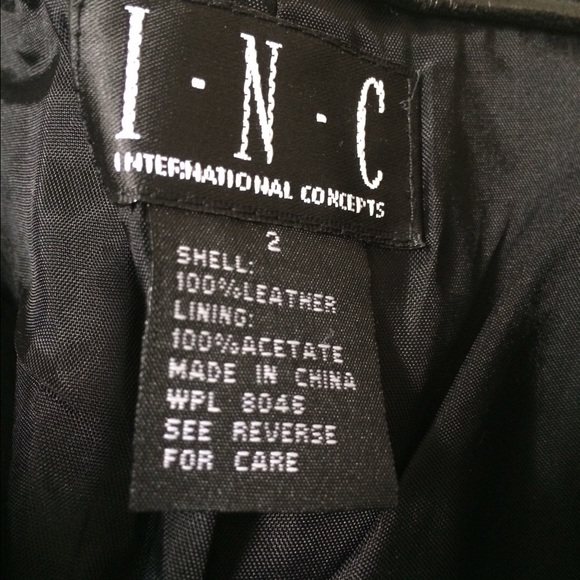 I·N·C
INTERNATIONAL CONCEPTS
2
SHELL:
100%LEATHER
LINING:
100%ACETATE
MADE IN CHINA
WPL 8046
SEE REVERSE
FOR CARE